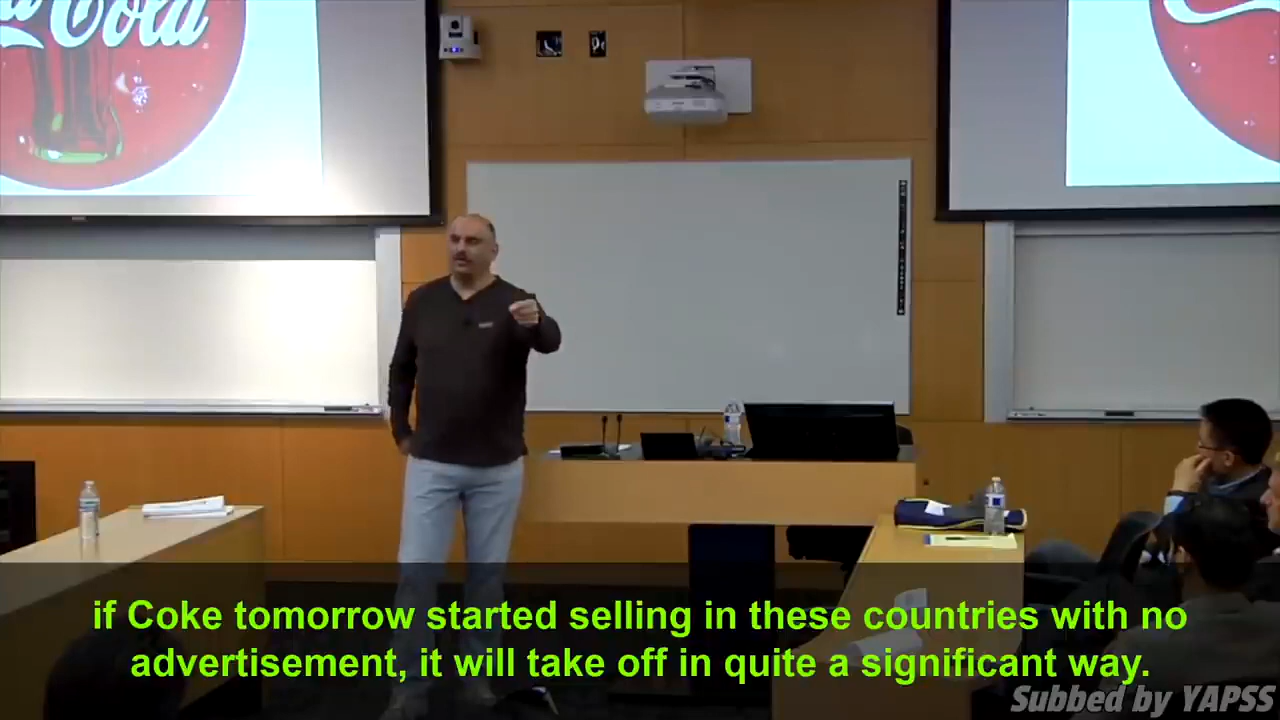 Cola
if Coke tomorrow started selling in these countries with no
advertisement, it will take off in quite a significant way.
Subbed by YAPSS